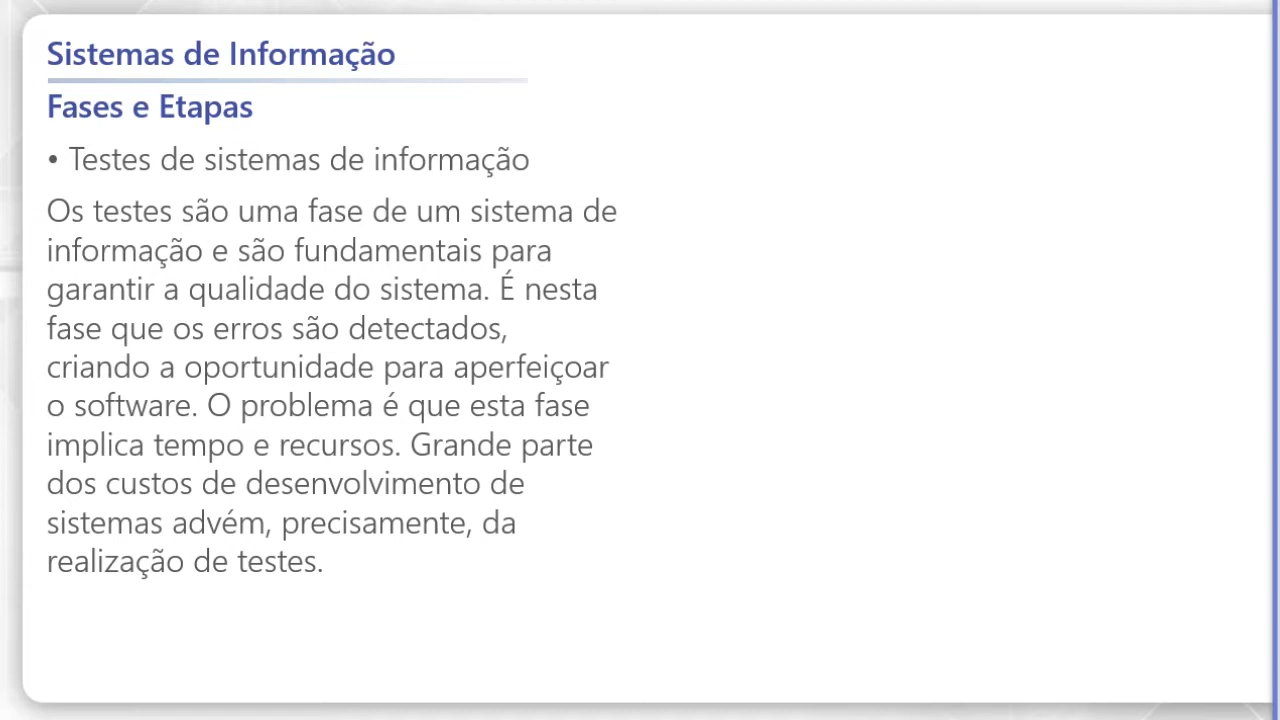 Sistemas de Informação
Fases e Etapas
• Testes de sistemas de informação
Os testes são uma fase de um sistema de
informação e são fundamentais para
garantir a qualidade do sistema. É nesta
fase que os erros são detectados,
criando a oportunidade para aperfeiçoar
o software. O problema é que esta fase
implica tempo e recursos. Grande parte
dos custos de desenvolvimento de
sistemas advém, precisamente, da
realização de testes.